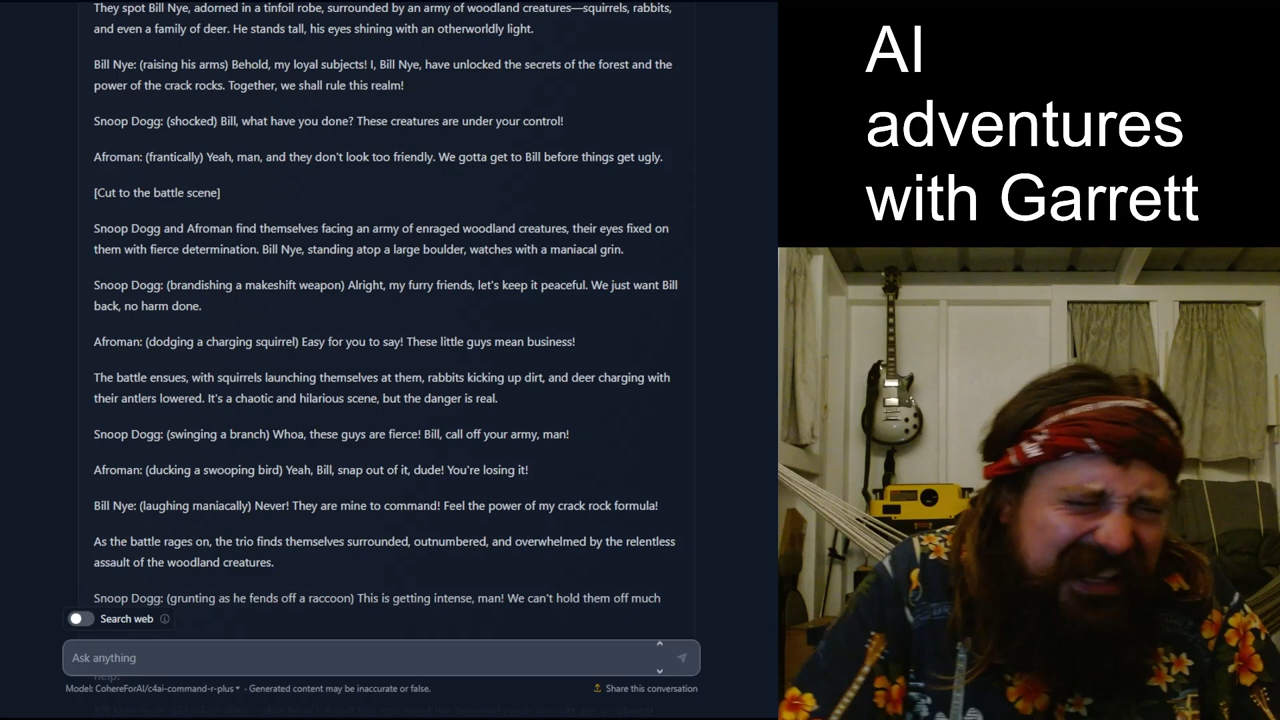 They spot Bill Nye, adorned in a tinfoil robe, surrounded by an army of woodland creatures—squirrels, rabbits,
and even a family of deer. He stands tall, his eyes shining with an otherworldly light.
Bill Nye: (raising his arms) Behold, my loyal subjects! I, Bill Nye, have unlocked the secrets of the forest and the
power of the crack rocks. Together, we shall rule this realm!
Snoop Dogg: (shocked) Bill, what have you done? These creatures are under your control!
Afroman: (frantically) Yeah, man, and they don't look too friendly. We gotta get to Bill before things get ugly.
[Cut to the battle scene]
Snoop Dogg and Afroman find themselves facing an army of enraged woodland creatures, their eyes fixed on
them with fierce determination. Bill Nye, standing atop a large boulder, watches with a maniacal grin.
Snoop Dogg: (brandishing a makeshift weapon) Alright, my furry friends, let's keep it peaceful. We just want Bill
back, no harm done.
Afroman: (dodging a charging squirrel) Easy for you to say! These little guys mean business!
The battle ensues, with squirrels launching themselves at them, rabbits kicking up dirt, and deer charging with
their antlers lowered. It's a chaotic and hilarious scene, but the danger is real.
Snoop Dogg: (swinging a branch) Whoa, these guys are fierce! Bill, call off your army, man!
Afroman: (ducking a swooping bird) Yeah, Bill, snap out of it, dude! You're losing it!
Bill Nye: (laughing maniacally) Never! They are mine to command! Feel the power of my crack rock formula!
As the battle rages on, the trio finds themselves surrounded, outnumbered, and overwhelmed by the relentless
assault of the woodland creatures.
Snoop Dogg: (grunting as he fends off a raccoon) This is getting intense, man! We can't hold them off much
Search web
Ask anything
help!
Model: CohereForAI/c4ai-command-r-plus · Generated content may be inaccurate or false.
Share this conversation
AI
adventures
with Garrett